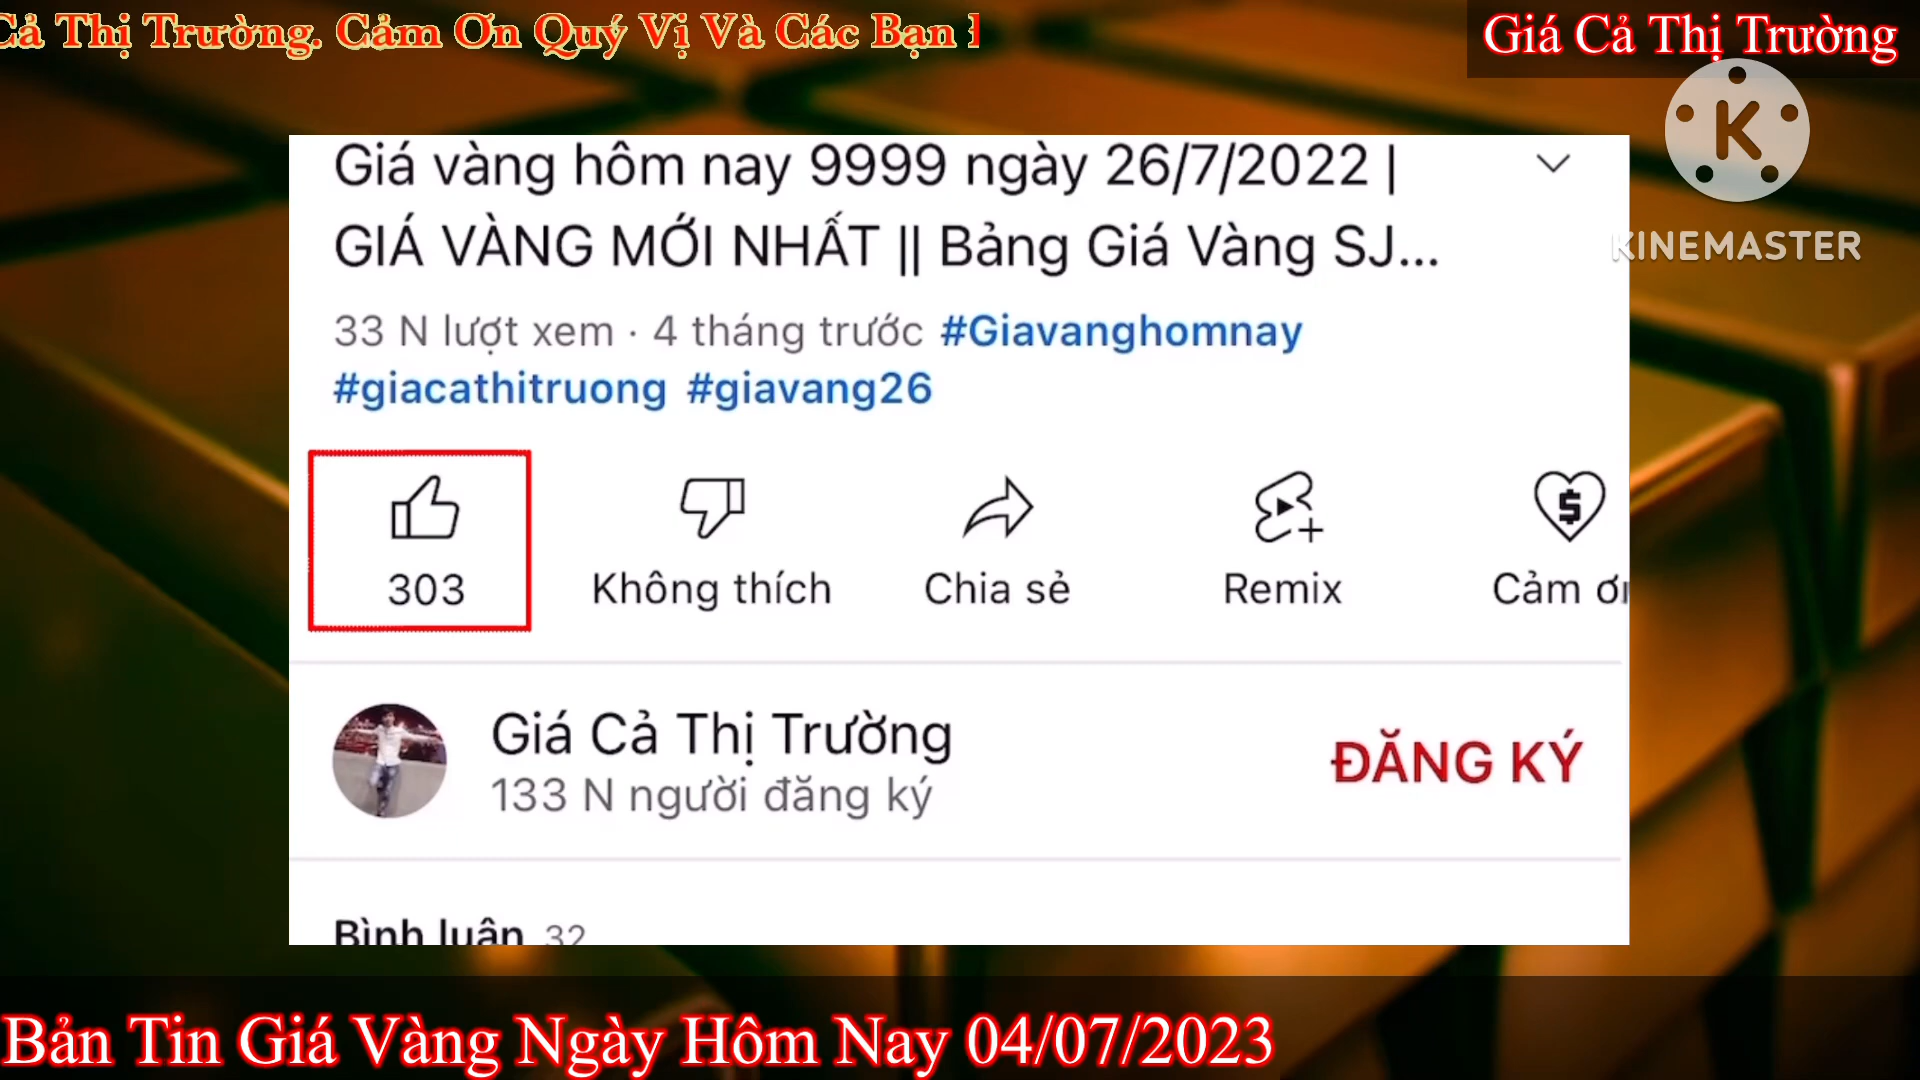 Cả Thị Trường. Cảm Ơn Quý Vị Và Các Bạn
Giá Cả Thị Trường
K
KINEMASTER
Giá vàng hôm nay 9999 ngày 26/7/2022 |
GIÁ VÀNG MỚI NHẤT || Bảng Giá Vàng SJ...
33 N lượt xem · 4 tháng trước #Giavanghomnay
#giacathitruong #giavang26
303 Không thích Chia sẻ Remix Cảm ơn
Giá Cả Thị Trường
133 N người đăng ký
ĐĂNG KÝ
Bình luận 32
Bản Tin Giá Vàng Ngày Hôm Nay 04/07/2023